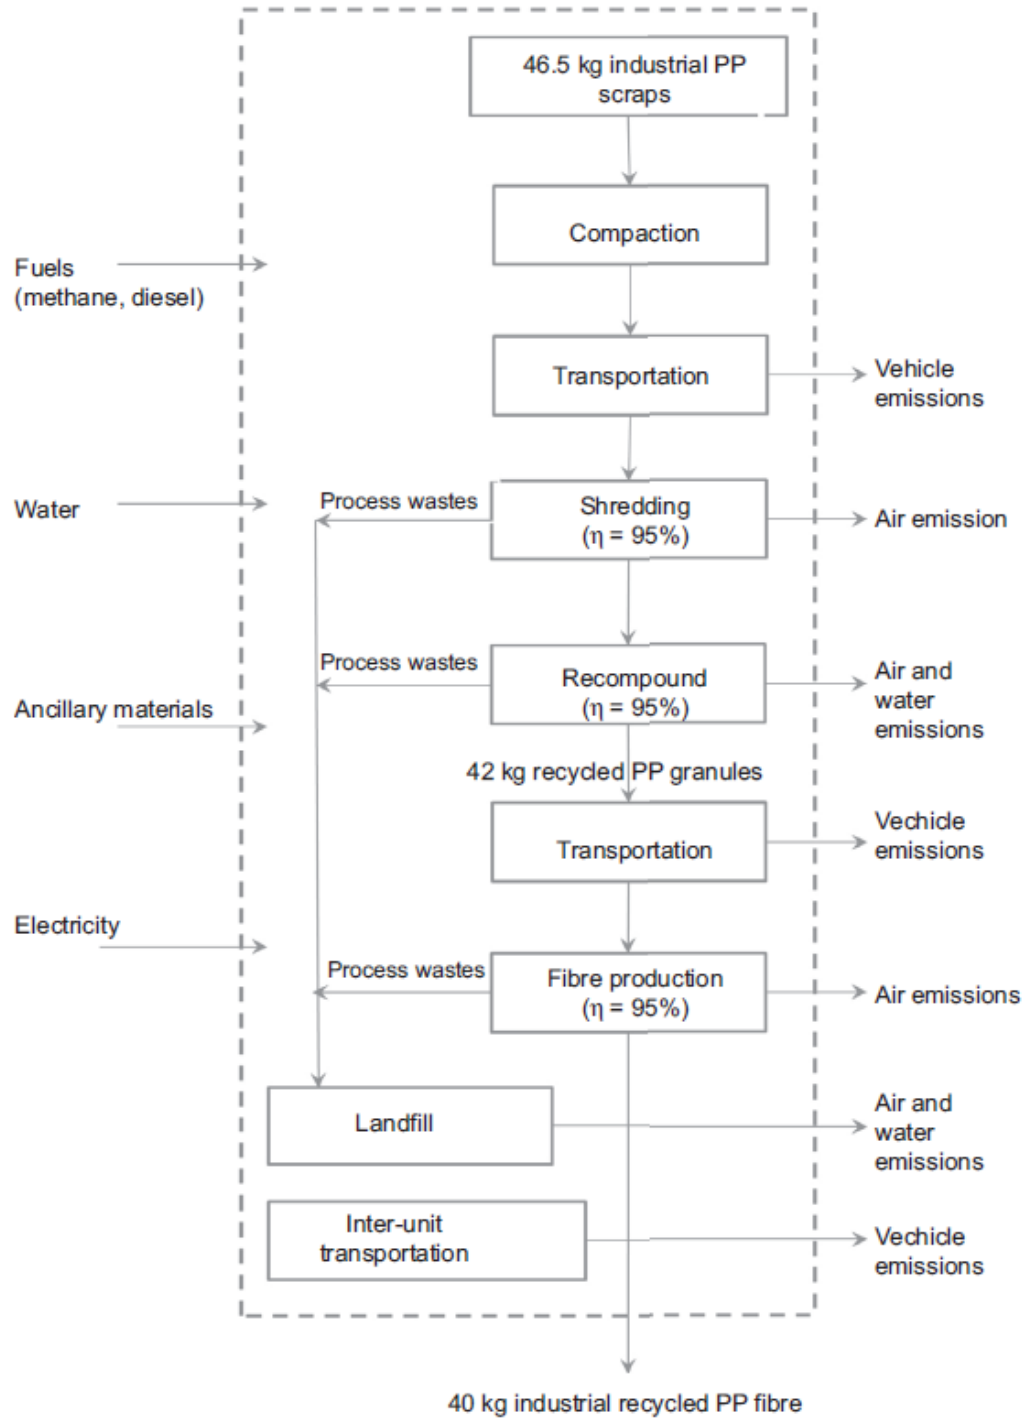 46.5 kg industrial PP
scraps
Compaction
Fuels
(methane, diesel)
Transportation
Vehicle
emissions
Water
Process wastes
Shredding
(η = 95%)
Air emission
Process wastes
Recompound
(η = 95%)
Air and
water
emissions
Ancillary materials
42 kg recycled PP granules
Transportation
Vechicle
emissions
Electricity
Process wastes
Fibre production
(η = 95%)
Air emissions
Landfill
Air and
water
emissions
Inter-unit
transportation
Vechicle
emissions
40 kg industrial recycled PP fibre